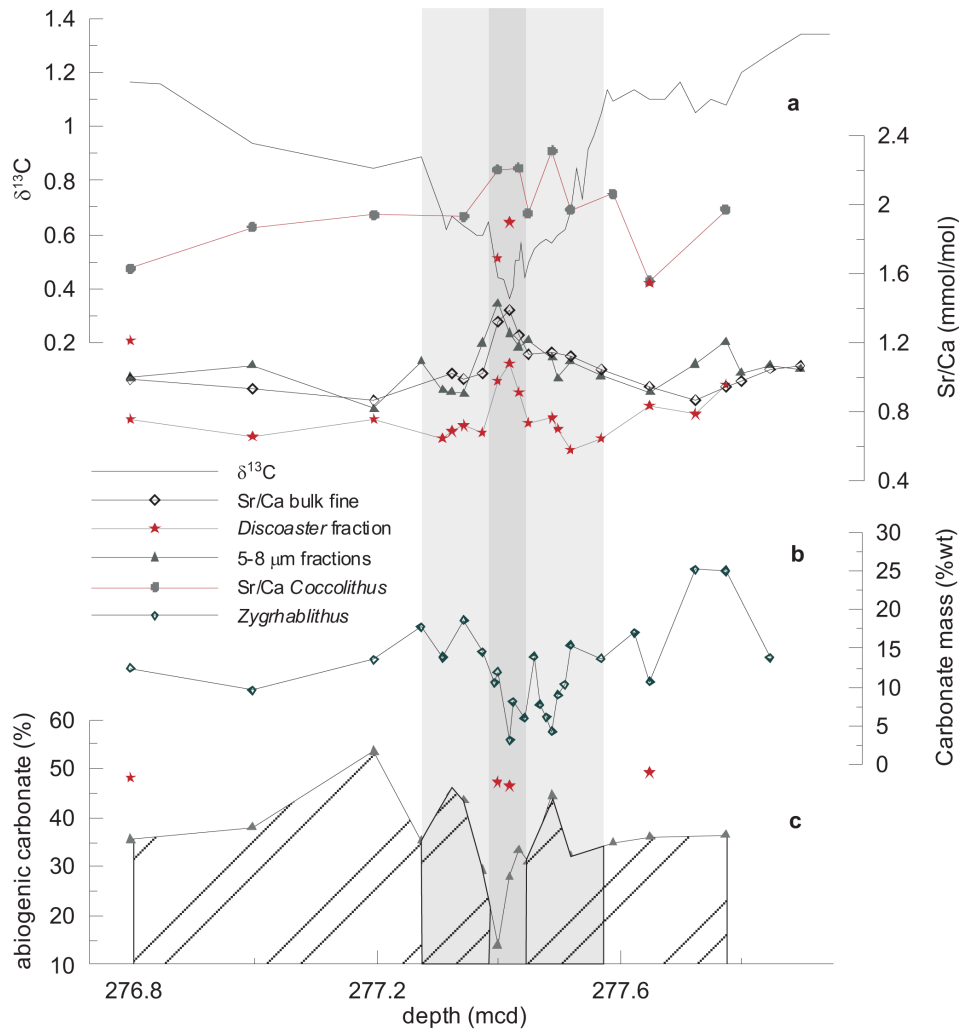 1.4
1.2
1
0.8
0.6
0.4
0.2
δ13C
a
2.4
2
1.6
1.2
0.8
0.4
Sr/Ca (mmol/mol)
δ13C
Sr/Ca bulk fine
Discoaster fraction
5-8 μm fractions
Sr/Ca Coccolithus
Zygrhablithus
b
30
25
20
15
10
5
0
Carbonate mass (%wt)
60
50
40
30
20
10
abiogenic carbonate (%)
c
276.8
277.2
277.6
depth (mcd)